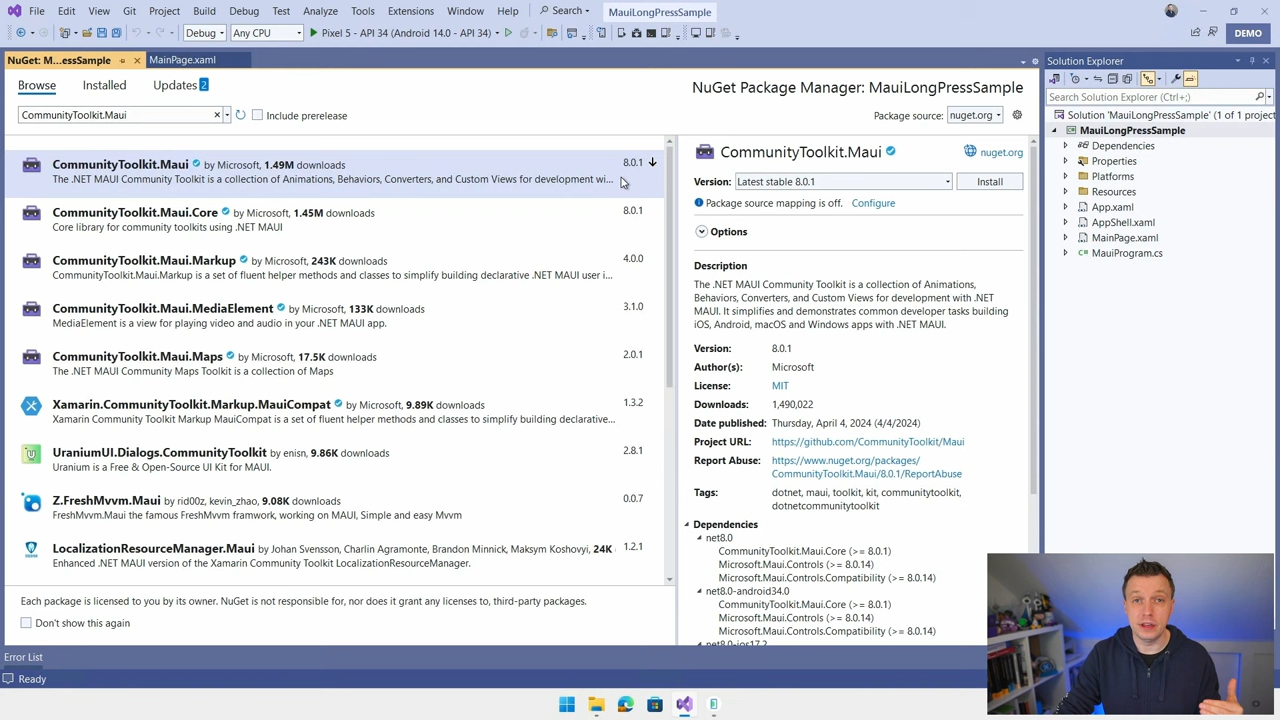 File Edit View Git Project Build Debug Test Analyze Tools Extensions Window Help Search MauiLongPressSample
Debug Any CPU Pixel 5 - API 34 (Android 14.0 - API 34) DEMO
NuGet: M...essSample MainPage.xaml
Browse Installed Updates 2
NuGet Package Manager: MauiLongPressSample
CommunityToolkit.Maui Include prerelease
Package source: nuget.org
CommunityToolkit.Maui by Microsoft, 1.49M downloads 8.0.1
The .NET MAUI Community Toolkit is a collection of Animations, Behaviors, Converters, and Custom Views for development wi...
CommunityToolkit.Maui.Core by Microsoft, 1.45M downloads 8.0.1
Core library for community toolkits using .NET MAUI
CommunityToolkit.Maui.Markup by Microsoft, 243K downloads 4.0.0
CommunityToolkit.Maui.Markup is a set of fluent helper methods and classes to simplify building declarative .NET MAUI user i...
CommunityToolkit.Maui.MediaElement by Microsoft, 133K downloads 3.1.0
MediaElement is a view for playing video and audio in your .NET MAUI app.
CommunityToolkit.Maui.Maps by Microsoft, 17.5K downloads 2.0.1
The .NET MAUI Community Maps Toolkit is a collection of Maps
Xamarin.CommunityToolkit.Markup.MauiCompat by Microsoft, 9.89K downloads 1.3.2
Xamarin Community Toolkit Markup MauiCompat is a set of fluent helper methods and classes to simplify building declarative...
UraniumUI.Dialogs.CommunityToolkit by enisn, 9.86K downloads 2.8.1
Uranium is a Free & Open-Source UI Kit for MAUI.
Z.FreshMvvm.Maui by rid00z, kevin_zhao, 9.08K downloads 0.0.7
FreshMvvm.Maui the famous FreshMvvm framwork, working on MAUI, Simple and easy Mvvm
LocalizationResourceManager.Maui by Johan Svensson, Charlin Agramonte, Brandon Minnick, Maksym Koshovyi, 24K 1.2.1
Enhanced .NET MAUI version of the Xamarin Community Toolkit LocalizationResourceManager.
Each package is licensed to you by its owner. NuGet is not responsible for, nor does it grant any licenses to, third-party packages.
Don't show this again
CommunityToolkit.Maui nuget.org
Version: Latest stable 8.0.1 Install
Package source mapping is off. Configure
Options
Description
The .NET MAUI Community Toolkit is a collection of Animations,
Behaviors, Converters, and Custom Views for development with .NET
MAUI. It simplifies and demonstrates common developer tasks building
iOS, Android, macOS and Windows apps with .NET MAUI.
Version: 8.0.1
Author(s): Microsoft
License: MIT
Downloads: 1,490,022
Date published: Thursday, April 4, 2024 (4/4/2024)
Project URL: https://github.com/CommunityToolkit/Maui
Report Abuse: https://www.nuget.org/packages/
CommunityToolkit.Maui/8.0.1/ReportAbuse
Tags: dotnet, maui, toolkit, kit, communitytoolkit,
dotnetcommunitytoolkit
Dependencies
net8.0
CommunityToolkit.Maui.Core (>= 8.0.1)
Microsoft.Maui.Controls (>= 8.0.14)
Microsoft.Maui.Controls.Compatibility (>= 8.0.14)
net8.0-android34.0
CommunityToolkit.Maui.Core (>= 8.0.1)
Microsoft.Maui.Controls (>= 8.0.14)
Microsoft.Maui.Controls.Compatibility (>= 8.0.14)
net8.0-ios17.2
Solution Explorer
Search Solution Explorer (Ctrl+;)
Solution 'MauiLongPressSample' (1 of 1 project
MauiLongPressSample
Dependencies
Properties
Platforms
Resources
App.xaml
AppShell.xaml
MainPage.xaml
MauiProgram.cs
Error List
Ready